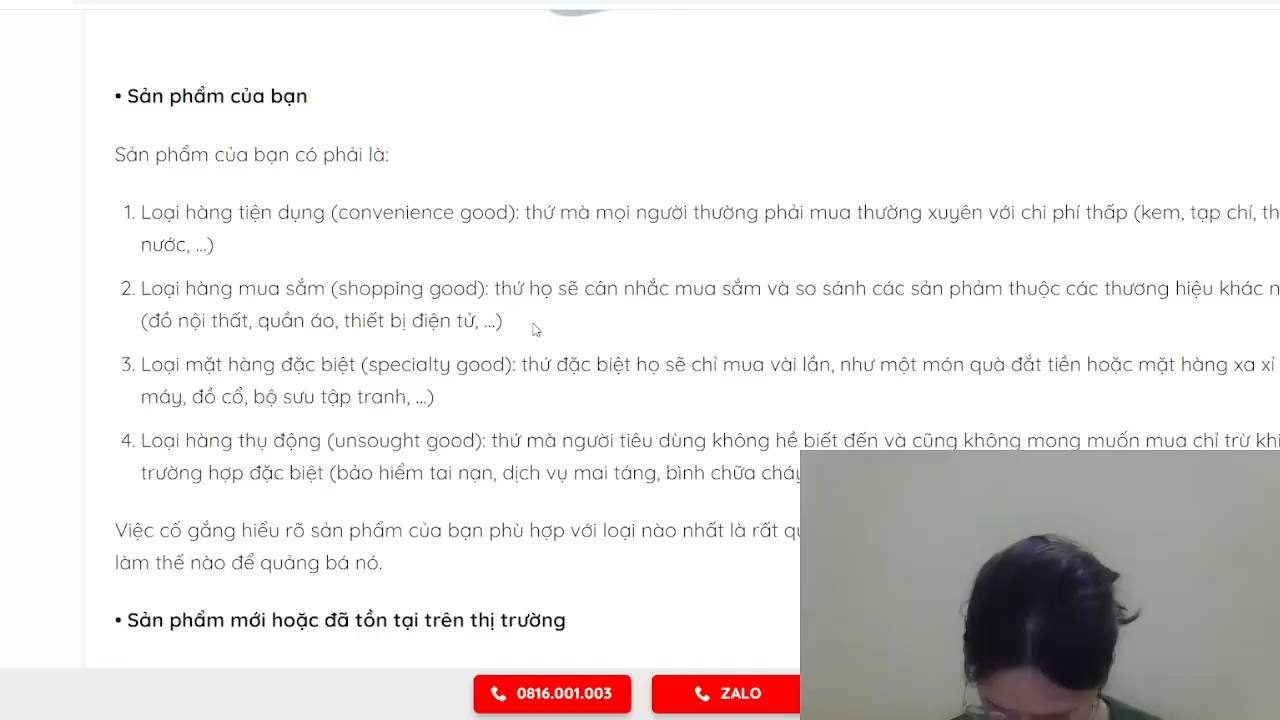 • Sản phẩm của bạn
Sản phẩm của bạn có phải là:
1. Loại hàng tiện dụng (convenience good): thứ mà mọi người thường phải mua thường xuyên với chi phí thấp (kem, tạp chí,
nước, ...)
2. Loại hàng mua sắm (shopping good): thứ họ sẽ cân nhắc mua sắm và so sánh các sản phảm thuộc các thương hiệu khác
(đồ nội thất, quần áo, thiết bị điện tử, ...)
3. Loại mặt hàng đặc biệt (specialty good): thứ đặc biệt họ sẽ chỉ mua vài lần, như một món quà đắt tiền hoặc mặt hàng xa xỉ
máy, đồ cổ, bộ sưu tập tranh, ...)
4. Loại hàng thụ động (unsought good): thứ mà người tiêu dùng không hề biết đến và cũng không mong muốn mua chỉ trừ khi
trường hợp đặc biệt (bảo hiểm tai nạn, dịch vụ mai táng, bình chữa cháy
Việc cố gắng hiểu rõ sản phẩm của bạn phù hợp với loại nào nhất là rất
làm thế nào để quảng bá nó.
• Sản phẩm mới hoặc đã tồn tại trên thị trường
0816.001.003
ZALO